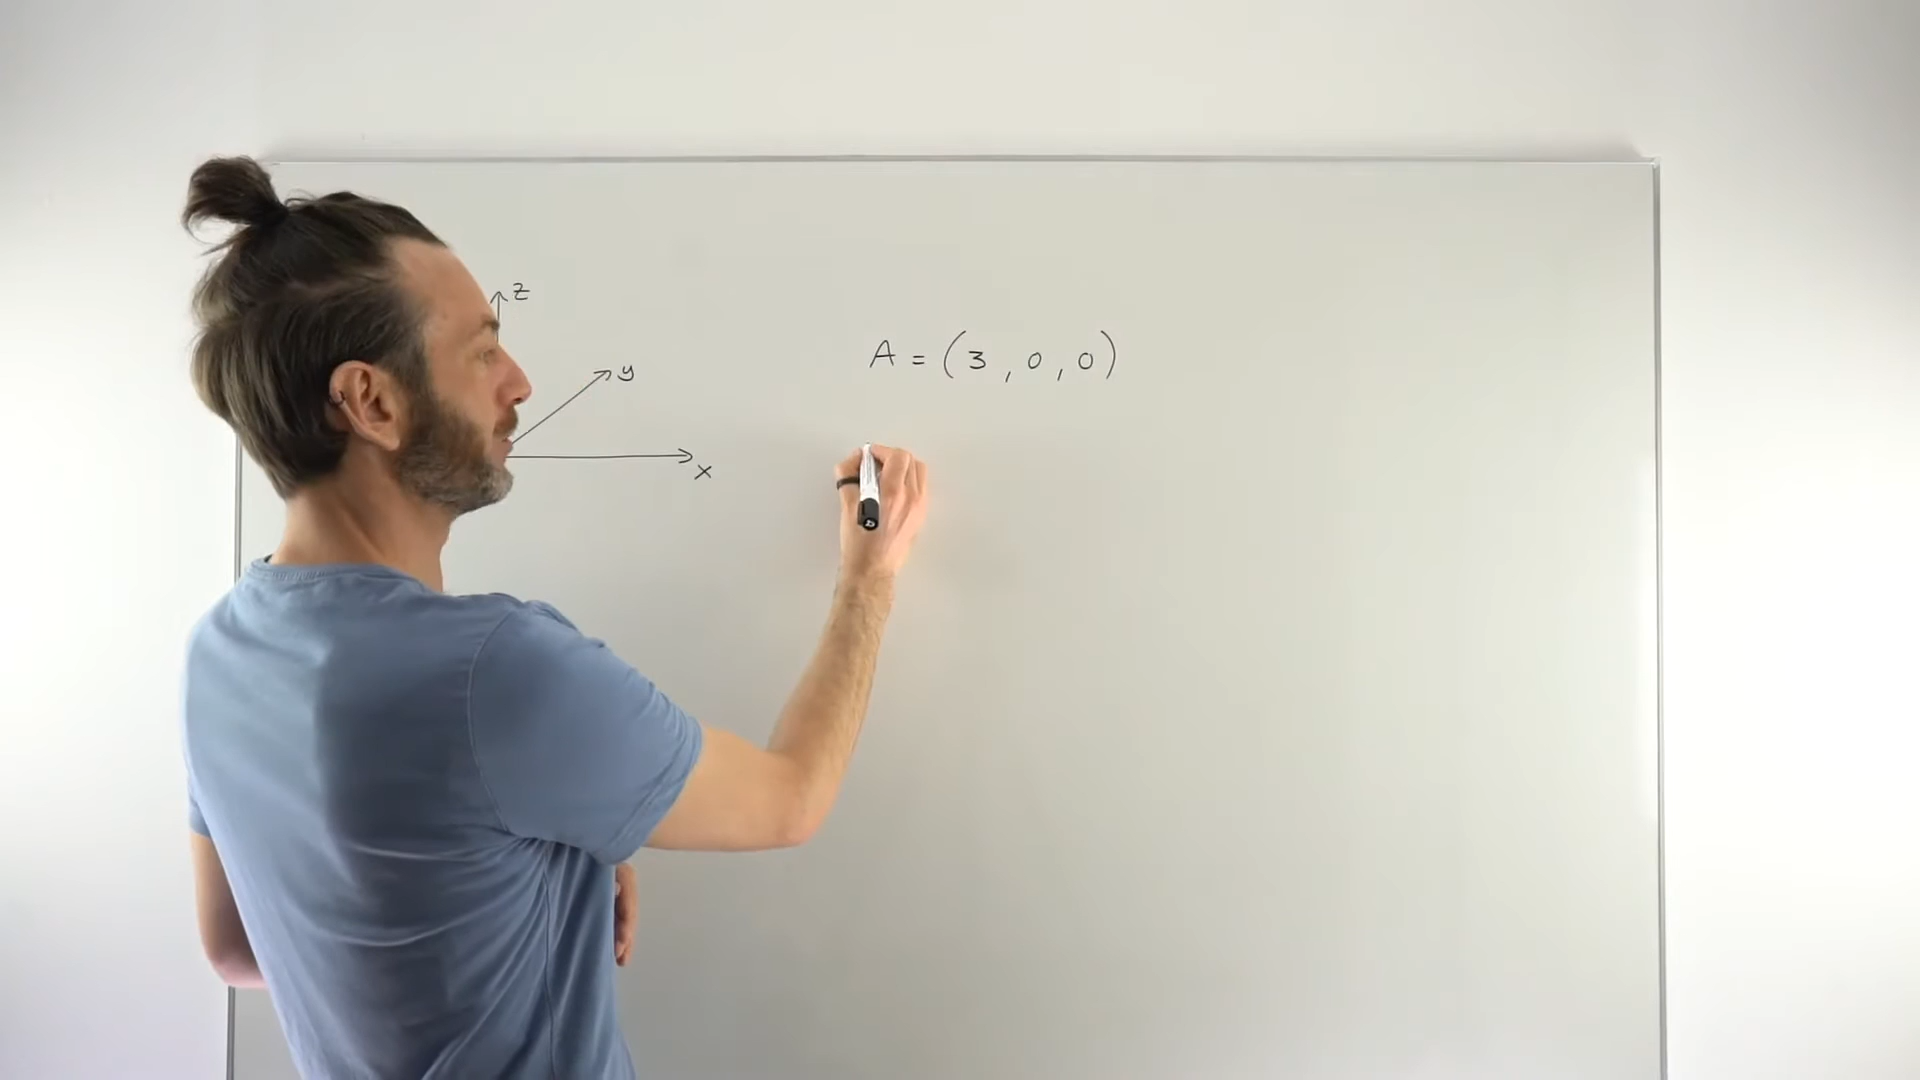 z
y
x
A = (3, 0, 0)